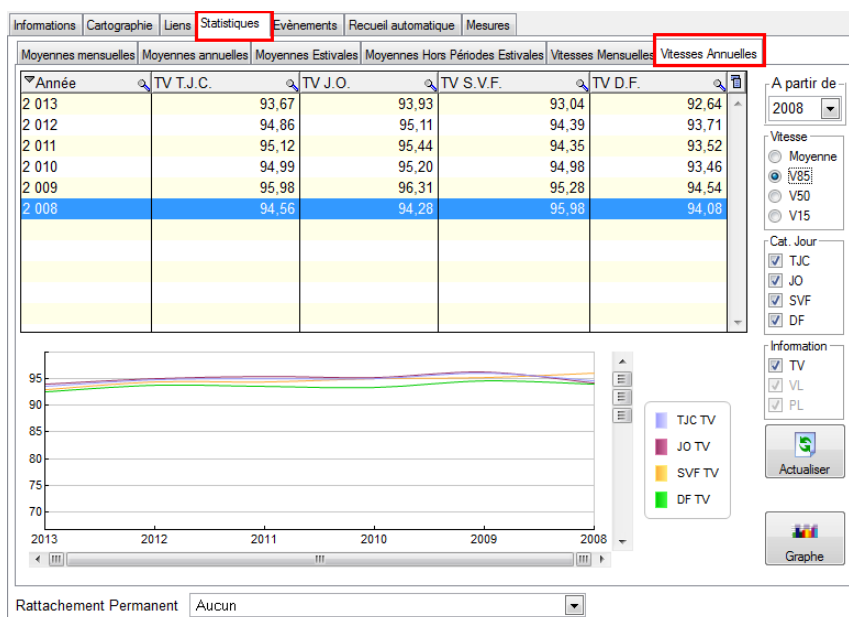 Informations Cartographie Liens Statistiques Evènements Recueil automatique Mesures
Moyennes mensuelles Moyennes annuelles Moyennes Estivales Moyennes Hors Périodes Estivales Vitesses Mensuelles Vitesses Annuelles
Année TV T.J.C. TV J.O. TV S.V.F. TV D.F.
2 013 93,67 93,93 93,04 92,64
2 012 94,86 95,11 94,39 93,71
2 011 95,12 95,44 94,35 93,52
2 010 94,99 95,20 94,98 93,46
2 009 95,98 96,31 95,28 94,54
2 008 94,56 94,28 95,98 94,08
A partir de
2008
Vitesse
Moyenne
V85
V50
V15
Cat. Jour
TJC
JO
SVF
DF
Information
TV
VL
PL
Actualiser
Graphe
95
90
85
80
75
70
2013 2012 2011 2010 2009 2008
TJC TV
JO TV
SVF TV
DF TV
Rattachement Permanent Aucun